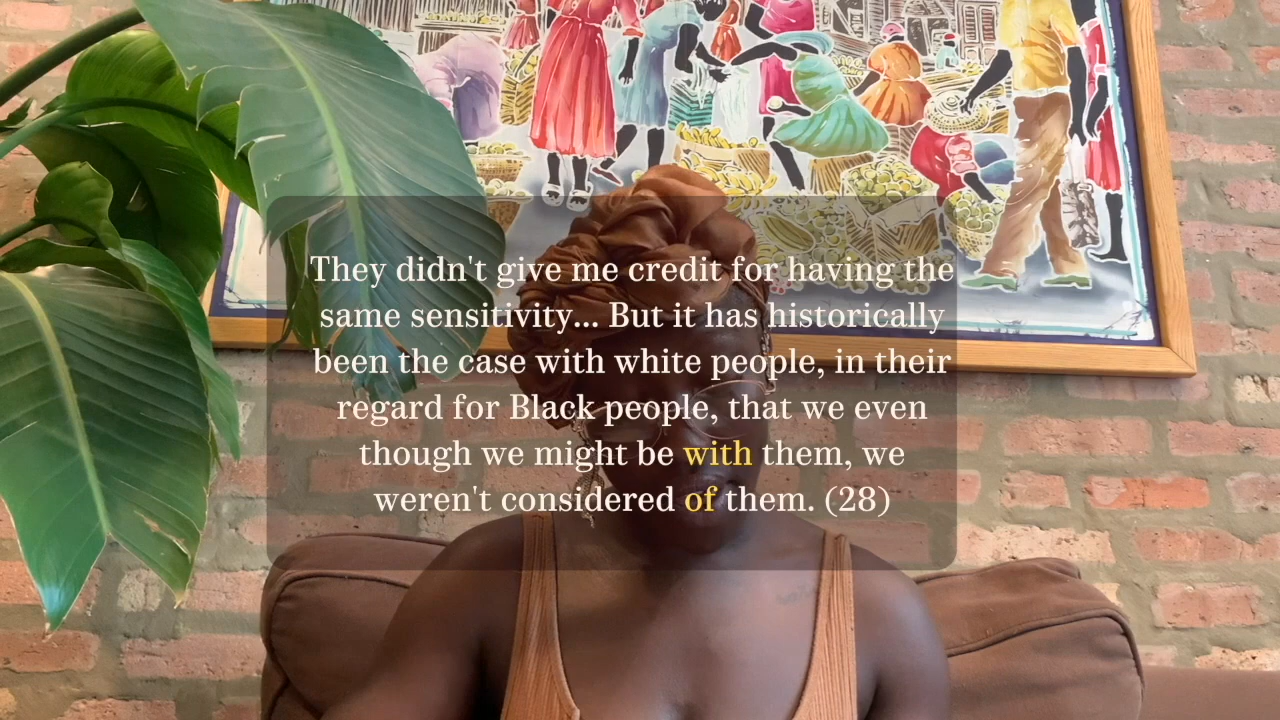 They didn't give me credit for having the
same sensitivity... But it has historically
been the case with white people, in their
regard for Black people, that we even
though we might be with them, we
weren't considered of them. (28)